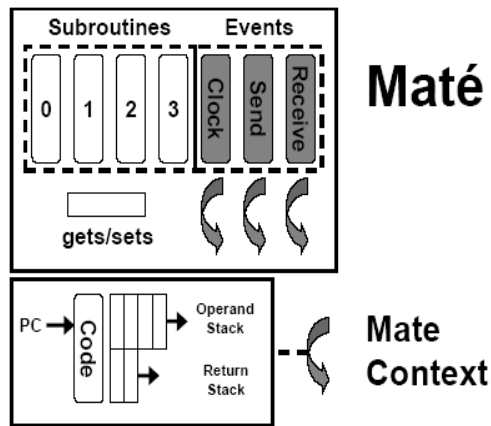 Subroutines Events
Maté
0 1 2 3 Clock Send Receive
gets/sets
PC Code Operand
Stack
Return
Stack
Mate
Context